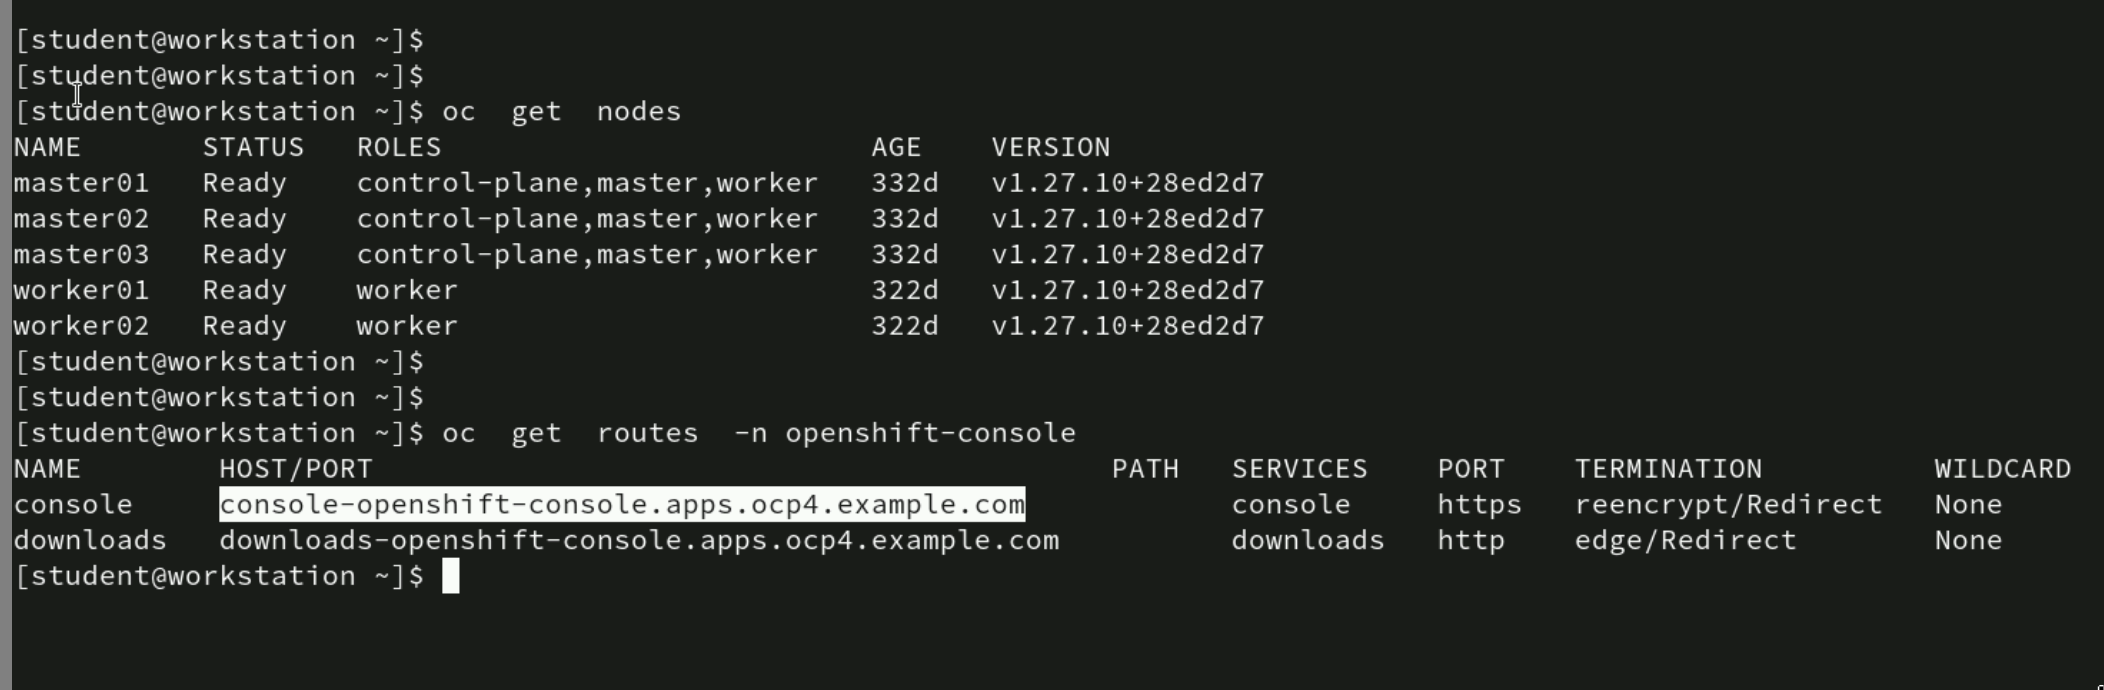 [student@workstation ~]$
[student@workstation ~]$
[student@workstation ~]$ oc  get  nodes
NAME       STATUS   ROLES                         AGE    VERSION
master01   Ready    control-plane,master,worker   332d   v1.27.10+28ed2d7
master02   Ready    control-plane,master,worker   332d   v1.27.10+28ed2d7
master03   Ready    control-plane,master,worker   332d   v1.27.10+28ed2d7
worker01   Ready    worker                        322d   v1.27.10+28ed2d7
worker02   Ready    worker                        322d   v1.27.10+28ed2d7
[student@workstation ~]$
[student@workstation ~]$
[student@workstation ~]$ oc  get  routes  -n openshift-console
NAME        HOST/PORT                                           PATH   SERVICES    PORT    TERMINATION          WILDCARD
console     console-openshift-console.apps.ocp4.example.com            console     https   reencrypt/Redirect   None
downloads   downloads-openshift-console.apps.ocp4.example.com          downloads   http    edge/Redirect        None
[student@workstation ~]$